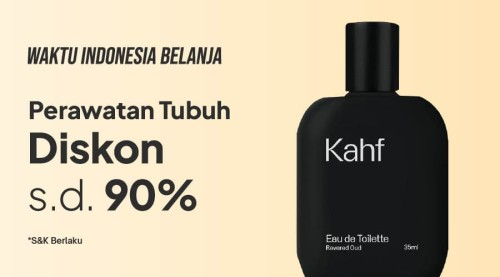 WAKTU INDONESIA BELANJA
Perawatan Tubuh
Diskon
s.d. 90%
*S&K Berlaku
Kahf
Eau de Toilette
Revered Oud
35ml